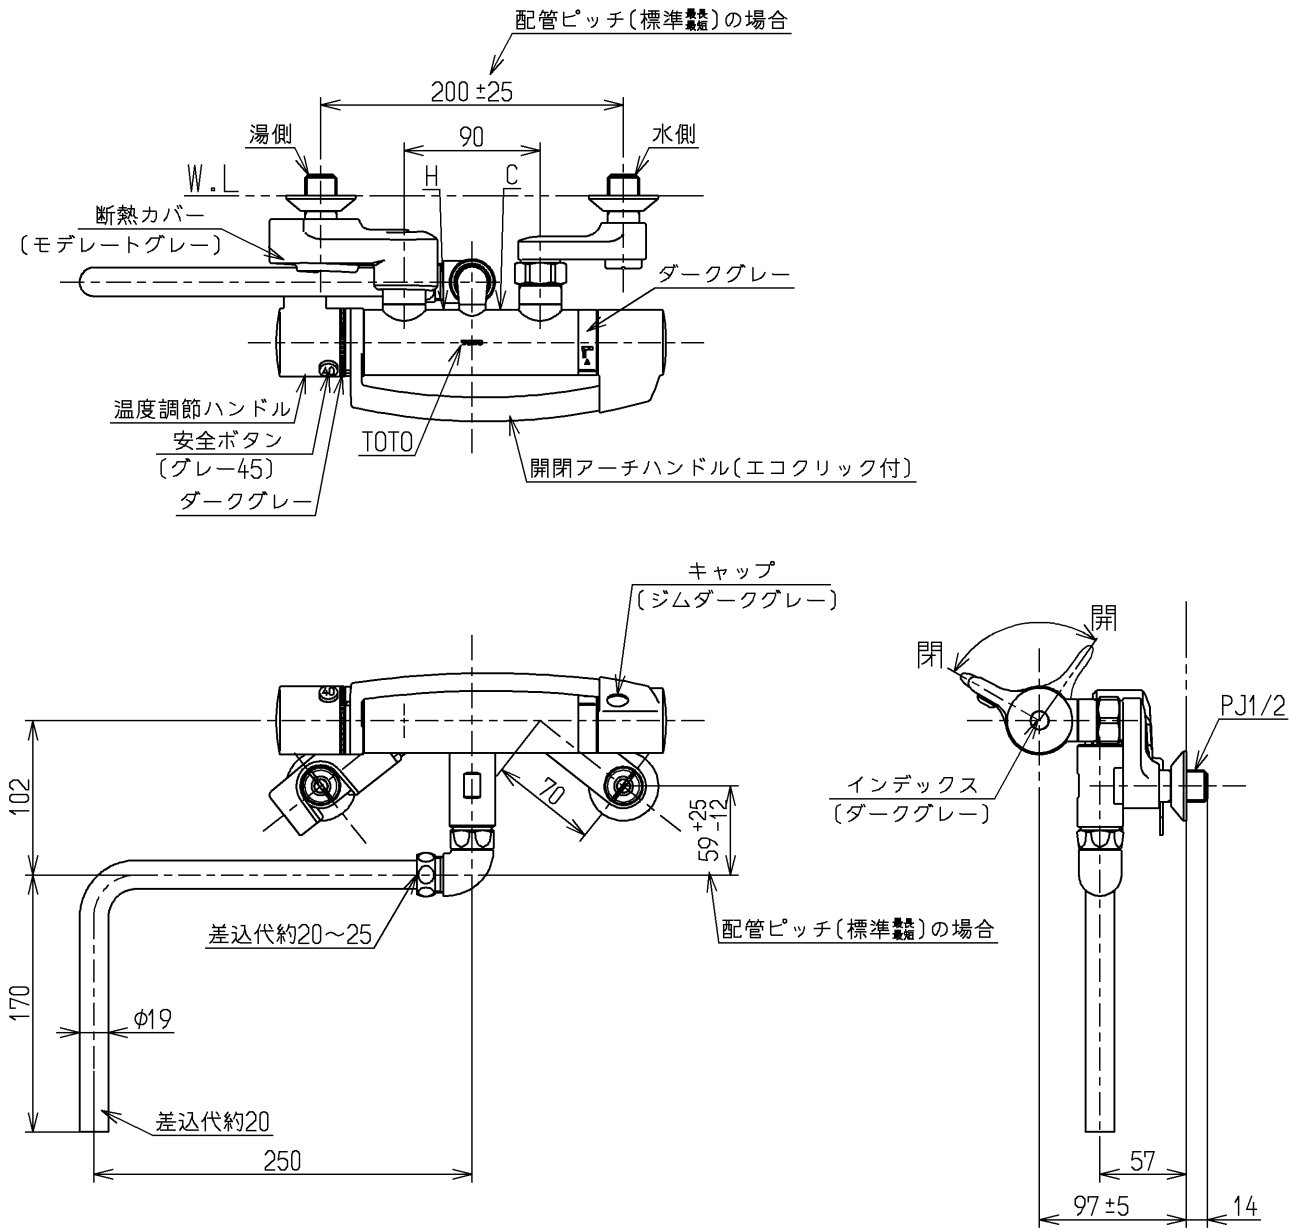 配管ピッチ(標準最長最短)の場合
200±25
湯側
90
水側
W.L
H
C
断熱カバー
(モデレートグレー)
ダークグレー
40
TOTO
温度調節ハンドル
安全ボタン
(グレー45)
ダークグレー
TOTO
開閉アーチハンドル(エコクリック付)
キャップ
(ジムダークグレー)
開
閉
40
PJ1/2
102
70
59 +25 -12
インデックス
(ダークグレー)
差込代約20~25
配管ピッチ(標準最長最短)の場合
170
φ19
差込代約20
250
57
97±5
14